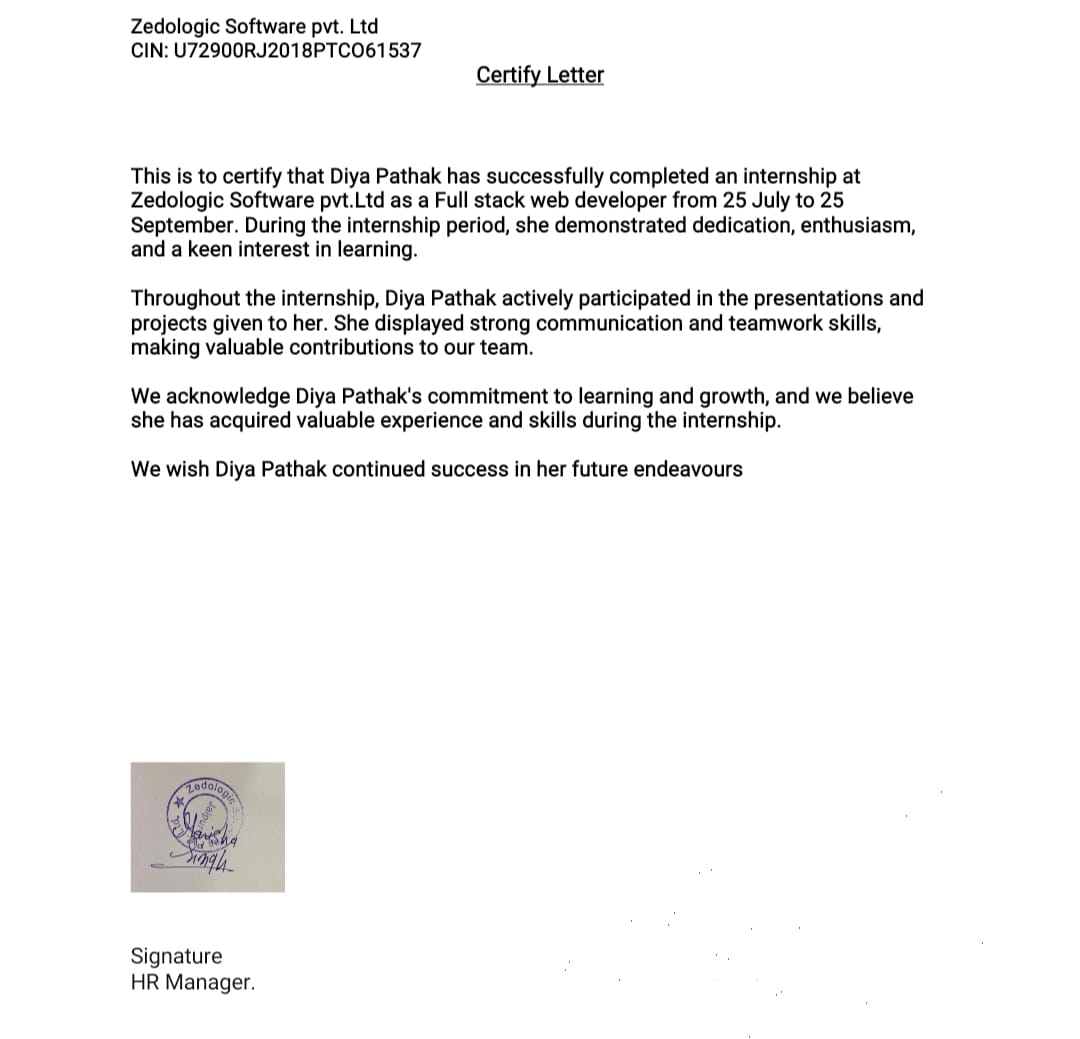 Zedologic Software pvt. Ltd
CIN: U72900RJ2018PTCO61537
Certify Letter
This is to certify that Diya Pathak has successfully completed an internship at
Zedologic Software pvt.Ltd as a Full stack web developer from 25 July to 25
September. During the internship period, she demonstrated dedication, enthusiasm,
and a keen interest in learning.
Throughout the internship, Diya Pathak actively participated in the presentations and
projects given to her. She displayed strong communication and teamwork skills,
making valuable contributions to our team.
We acknowledge Diya Pathak's commitment to learning and growth, and we believe
she has acquired valuable experience and skills during the internship.
We wish Diya Pathak continued success in her future endeavours
Zedologic
Jaipur
Ltd.
Singh
Signature
HR Manager.